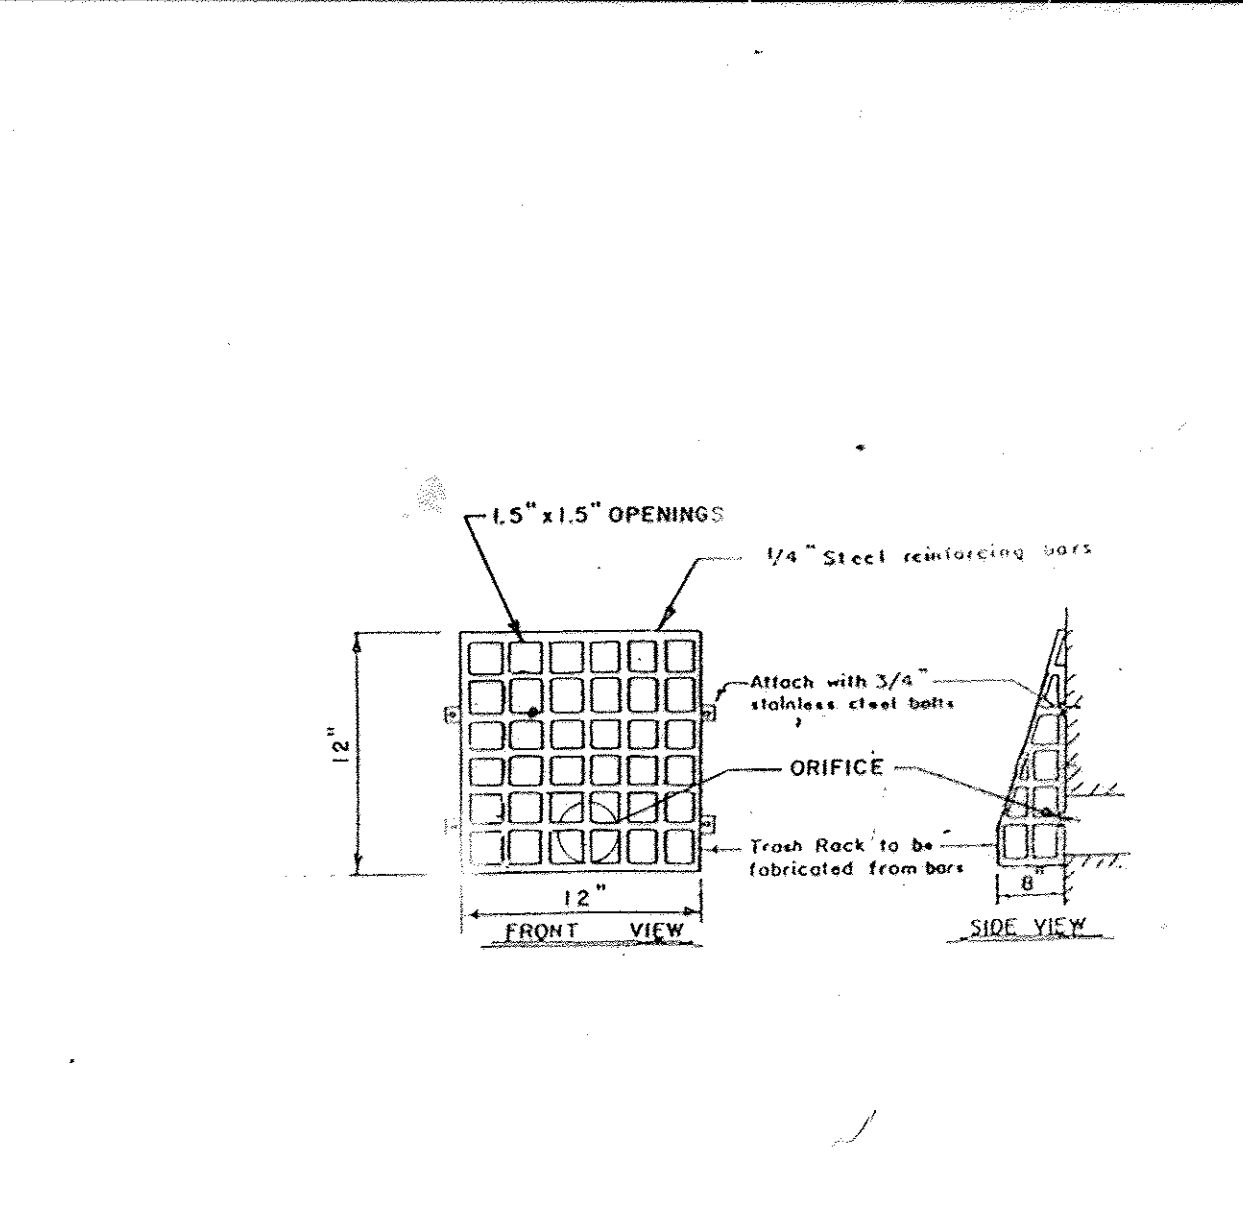 1.5" x 1.5" OPENINGS
1/4" Steel reinforcing bars
Attach with 3/4"
stainless steel bolts
12"
ORIFICE
Trash Rack to be
fabricated from bars
12"
8"
FRONT VIEW
SIDE VIEW